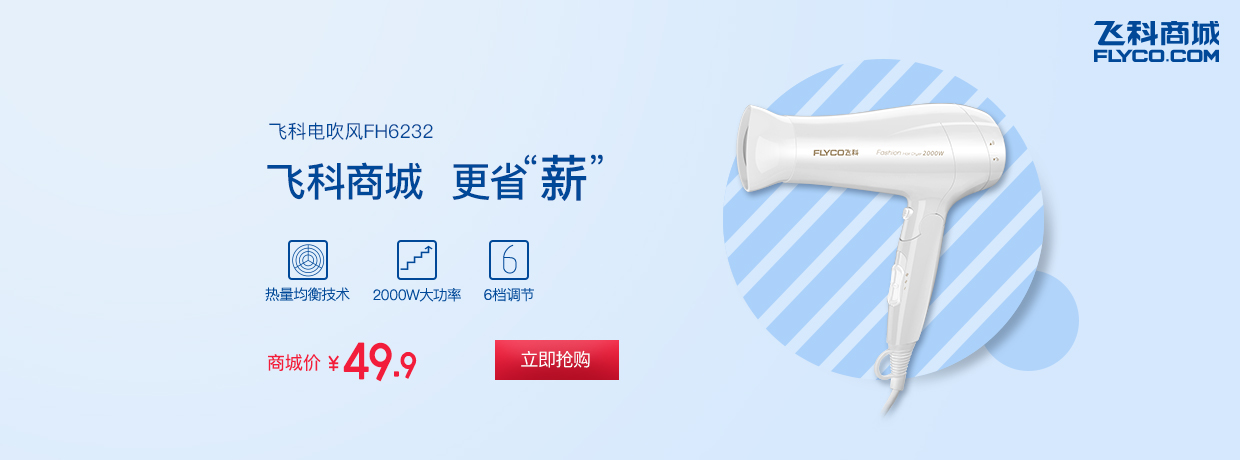 飞科商城
FLYCO.COM
飞科电吹风FH6232
飞科商城 更省“薪”
FLYCO飞科 Fashion Hair Dryer 2000W
6
热量均衡技术 2000W大功率 6档调节
商城价 ¥49.9 立即抢购